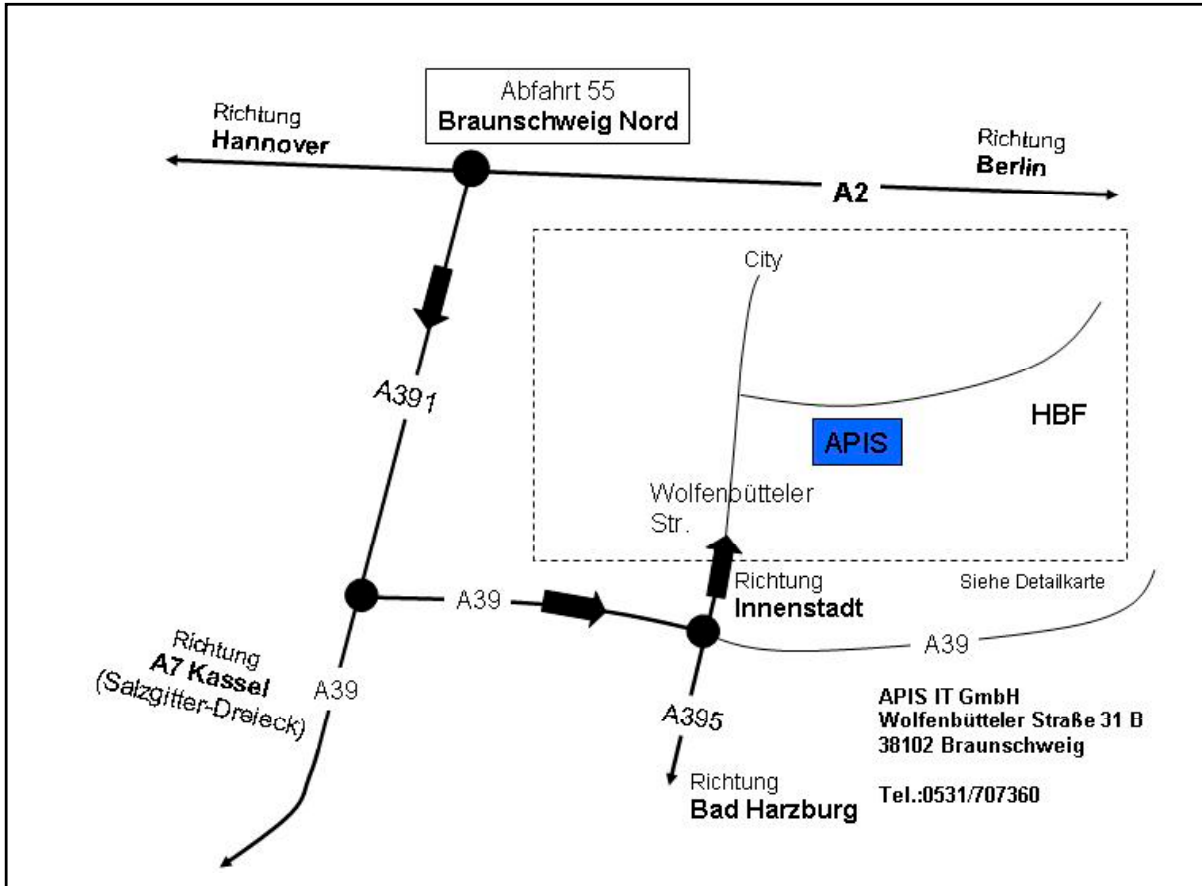 Abfahrt 55
Braunschweig Nord
Richtung
Hannover
Richtung
Berlin
A2
City
A391
HBF
APIS
Wolfenbütteler
Str.
Richtung
Innenstadt
Siehe Detailkarte
A39
A39
Richtung
A7 Kassel
(Salzgitter-Dreieck)
A39
A395
Richtung
Bad Harzburg
APIS IT GmbH
Wolfenbütteler Straße 31 B
38102 Braunschweig
Tel.:0531/707360